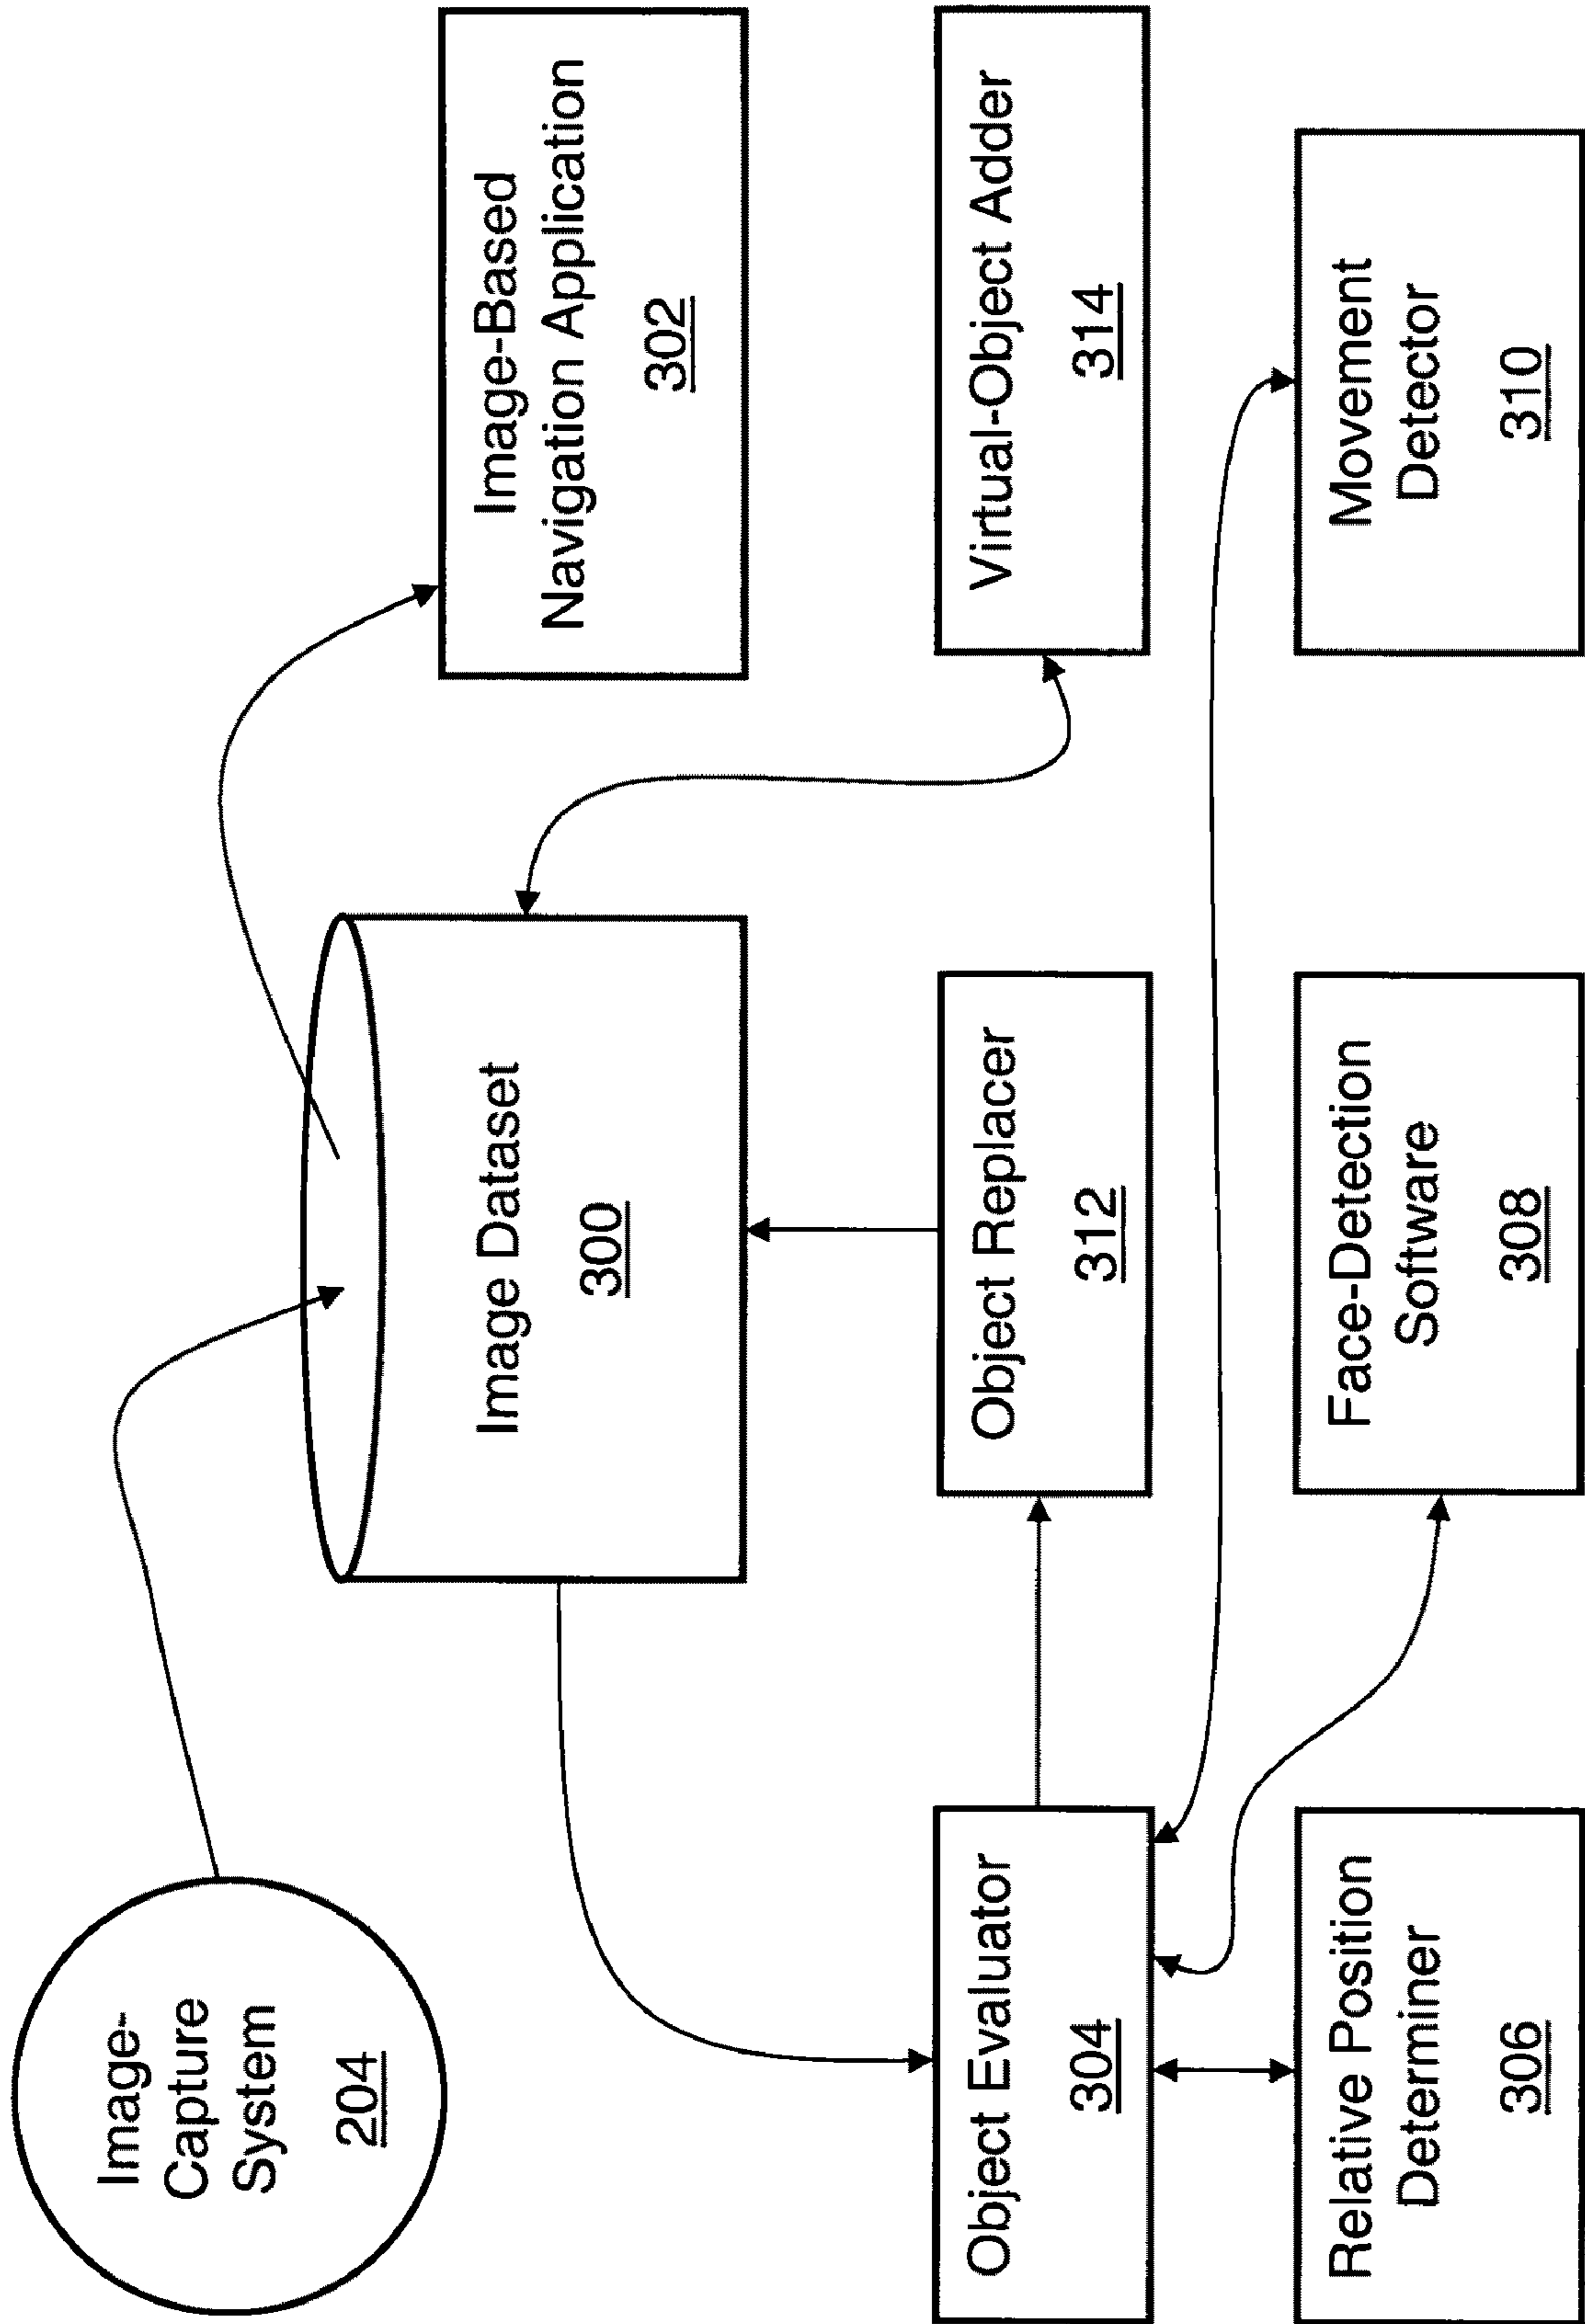 Image-
Capture
System
204
Image Dataset
300
Image-Based
Navigation Application
302
Object Evaluator
304
Object Replacer
312
Virtual-Object Adder
314
Relative Position
Determiner
306
Face-Detection
Software
308
Movement
Detector
310